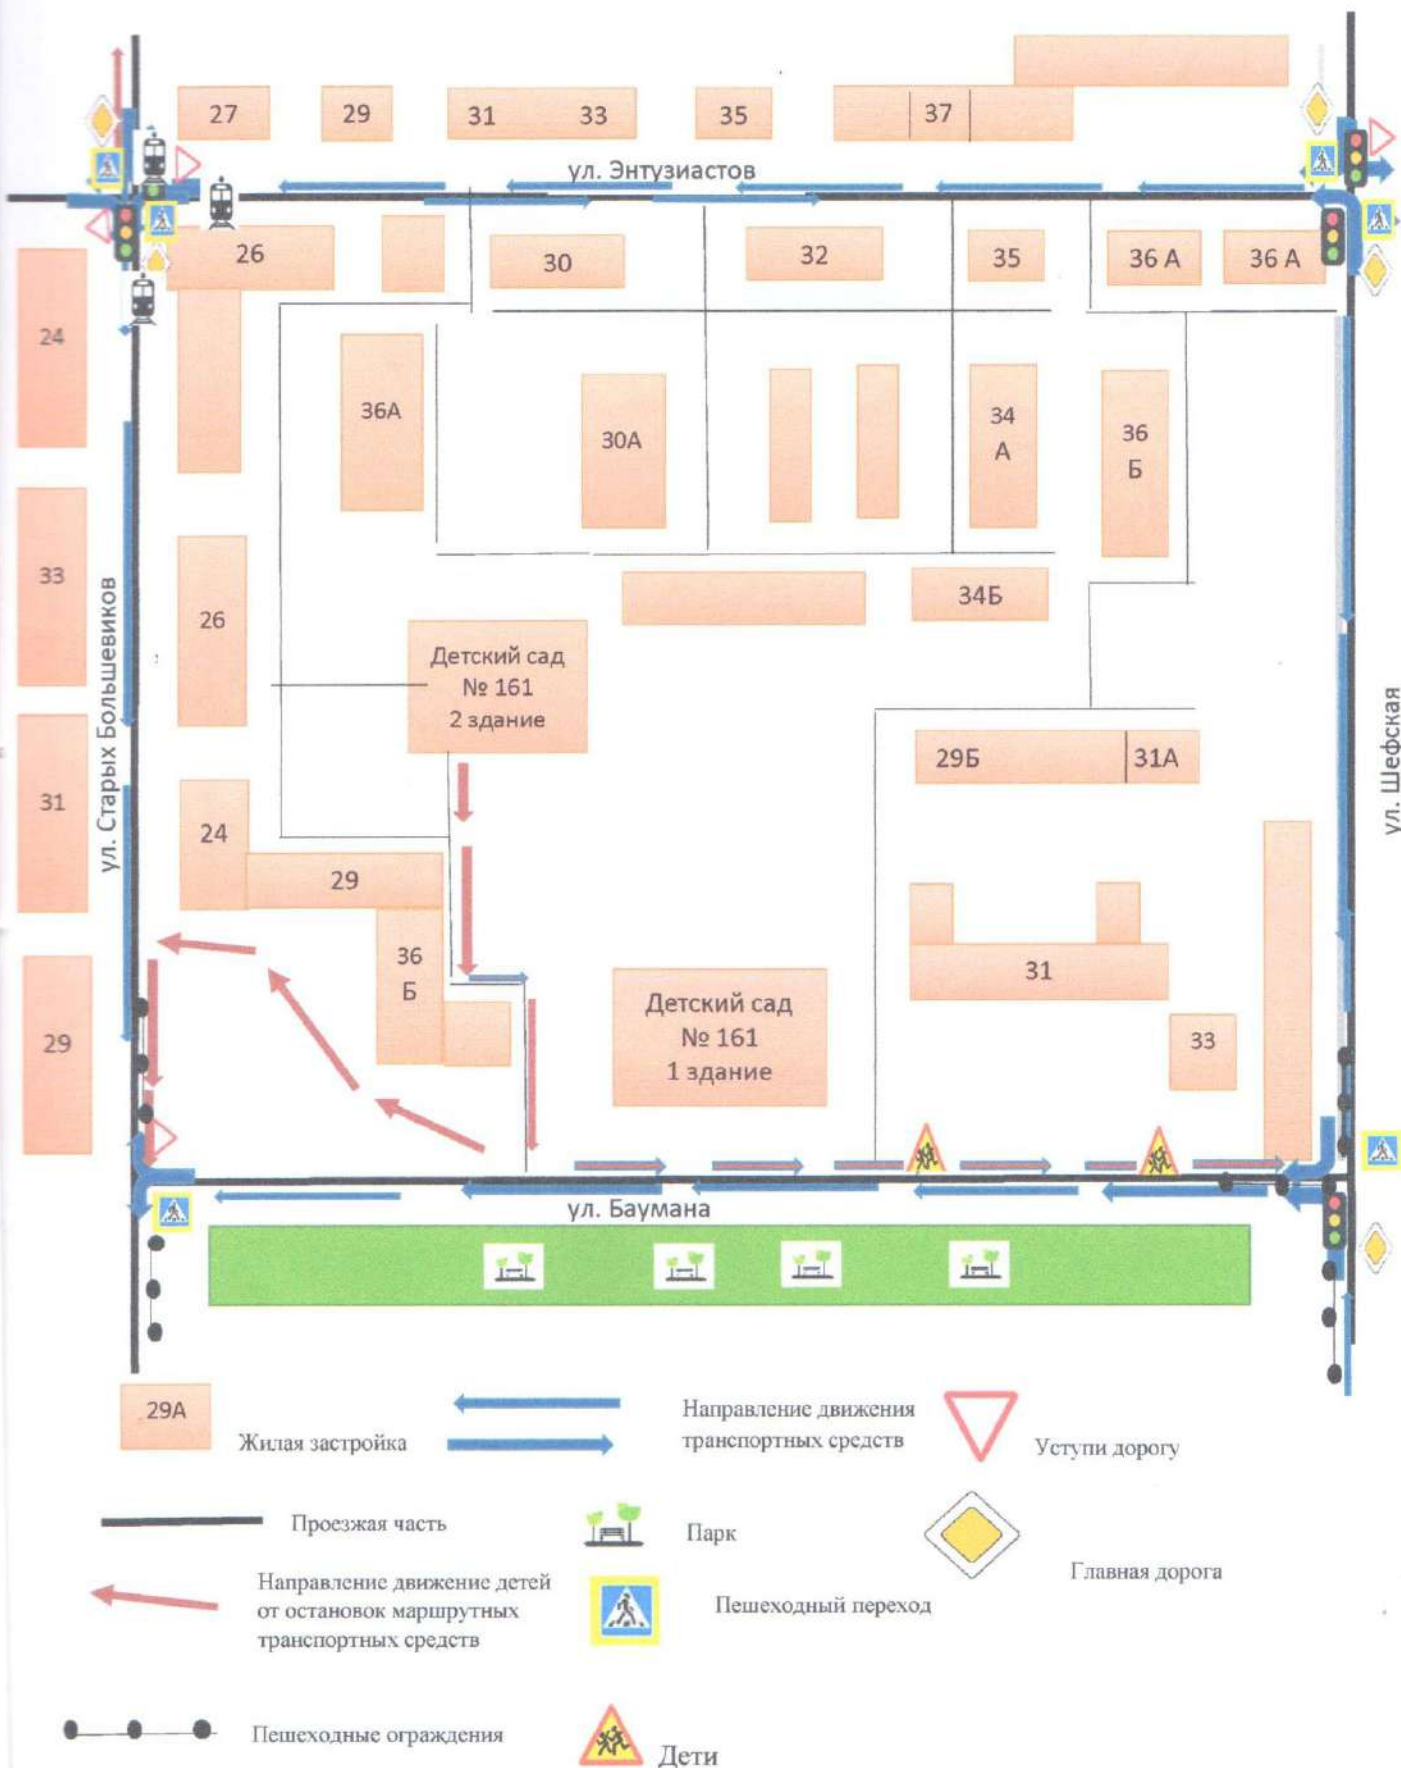 27
29
31
33
35
37
ул. Энтузиастов
26
30
32
35
36 А
36 А
24
36А
30А
34
А
36
Б
33
26
34Б
ул. Старых Большевиков
Детский сад
№ 161
2 здание
ул. Шефская
31
24
29
29Б
31А
36
Б
31
29
Детский сад
№ 161
1 здание
33
ул. Баумана
29А
Жилая застройка
Направление движения
транспортных средств
Уступи дорогу
Проезжая часть
Парк
Главная дорога
Направление движение детей
от остановок маршрутных
транспортных средств
Пешеходный переход
Пешеходные ограждения
Дети